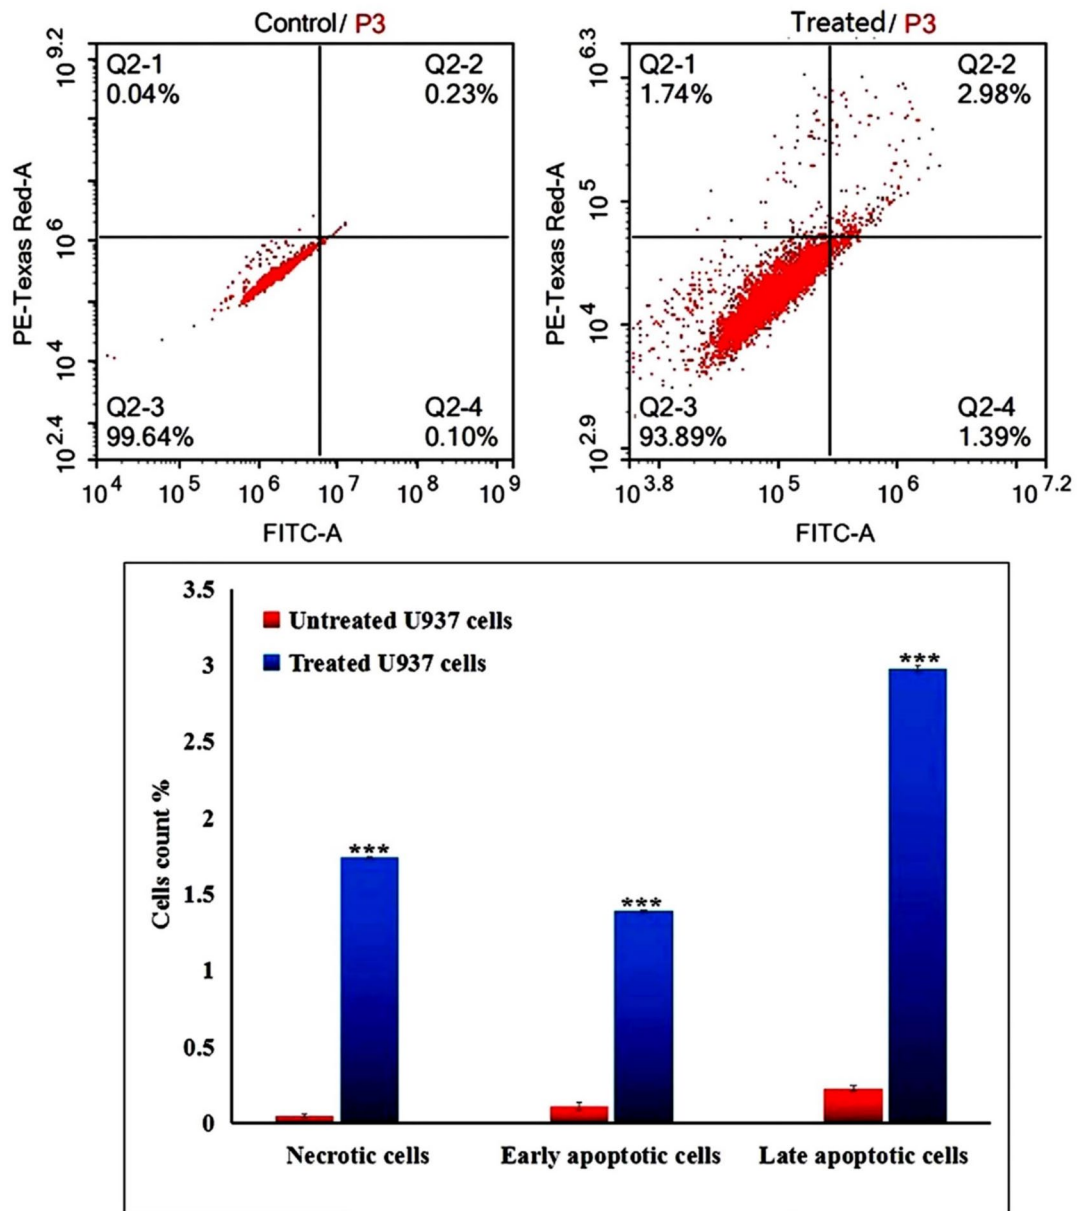 Control/ P3
10^9.2
10^6
10^4
10^2.4
PE-Texas Red-A
Q2-1
0.04%
Q2-2
0.23%
Q2-3
99.64%
Q2-4
0.10%
10^4 10^5 10^6 10^7 10^8 10^9
FITC-A
Treated/ P3
10^6.3
10^5
10^4
10^2.9
PE-Texas Red-A
Q2-1
1.74%
Q2-2
2.98%
Q2-3
93.89%
Q2-4
1.39%
10^3.8 10^5 10^6 10^7.2
FITC-A
3.5
3
2.5
2
1.5
1
0.5
0
Cells count %
Untreated U937 cells
Treated U937 cells
***
***
***
Necrotic cells Early apoptotic cells Late apoptotic cells